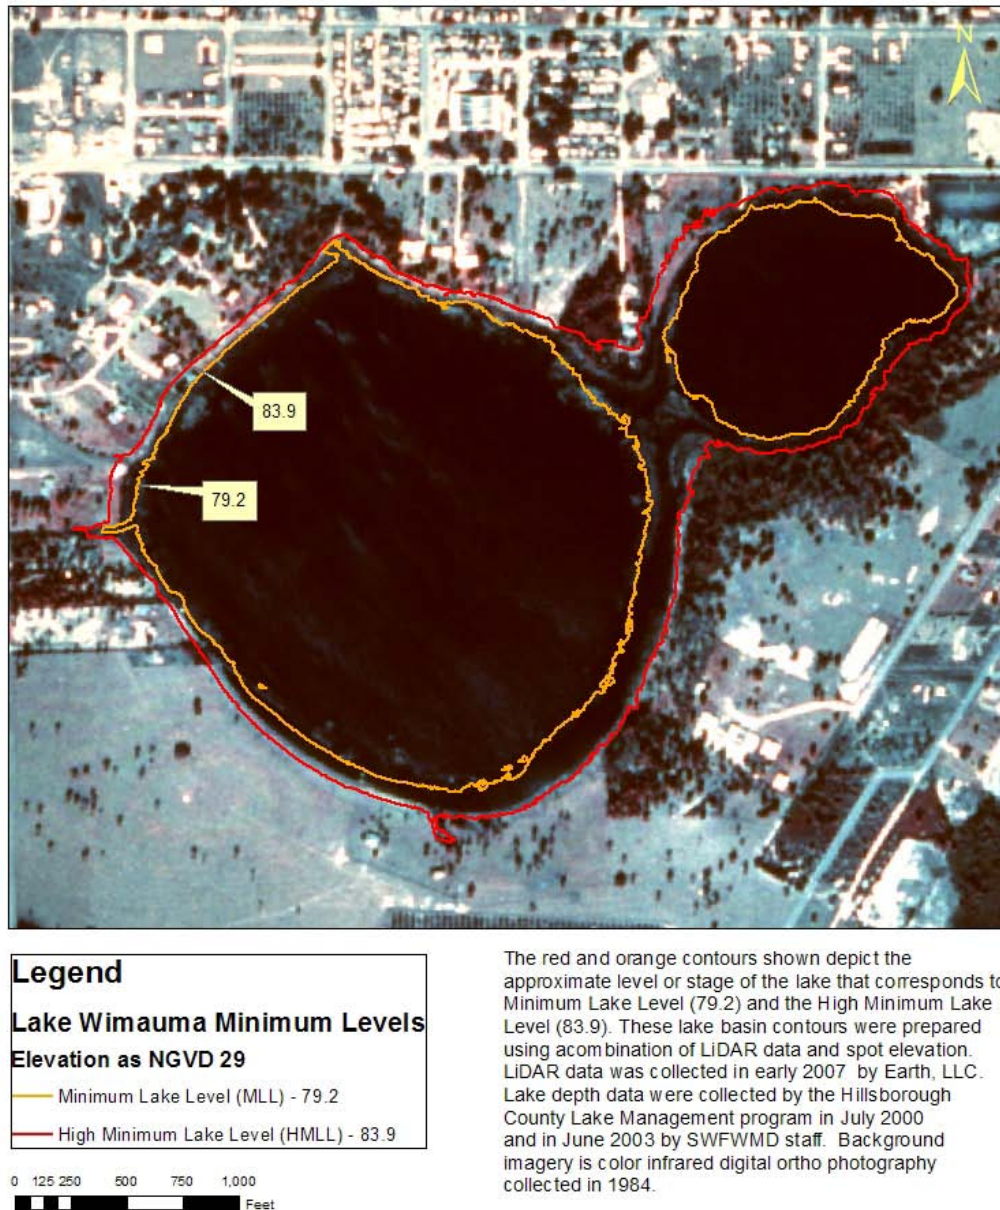 N
83.9
79.2
Legend
Lake Wimauma Minimum Levels
Elevation as NGVD 29
Minimum Lake Level (MLL) - 79.2
High Minimum Lake Level (HMLL) - 83.9
0 125 250 500 750 1,000
Feet
The red and orange contours shown depict the
approximate level or stage of the lake that corresponds to
Minimum Lake Level (79.2) and the High Minimum Lake
Level (83.9). These lake basin contours were prepared
using acombination of LiDAR data and spot elevation.
LiDAR data was collected in early 2007 by Earth, LLC.
Lake depth data were collected by the Hillsborough
County Lake Management program in July 2000
and in June 2003 by SWFWMD staff. Background
imagery is color infrared digital ortho photography
collected in 1984.